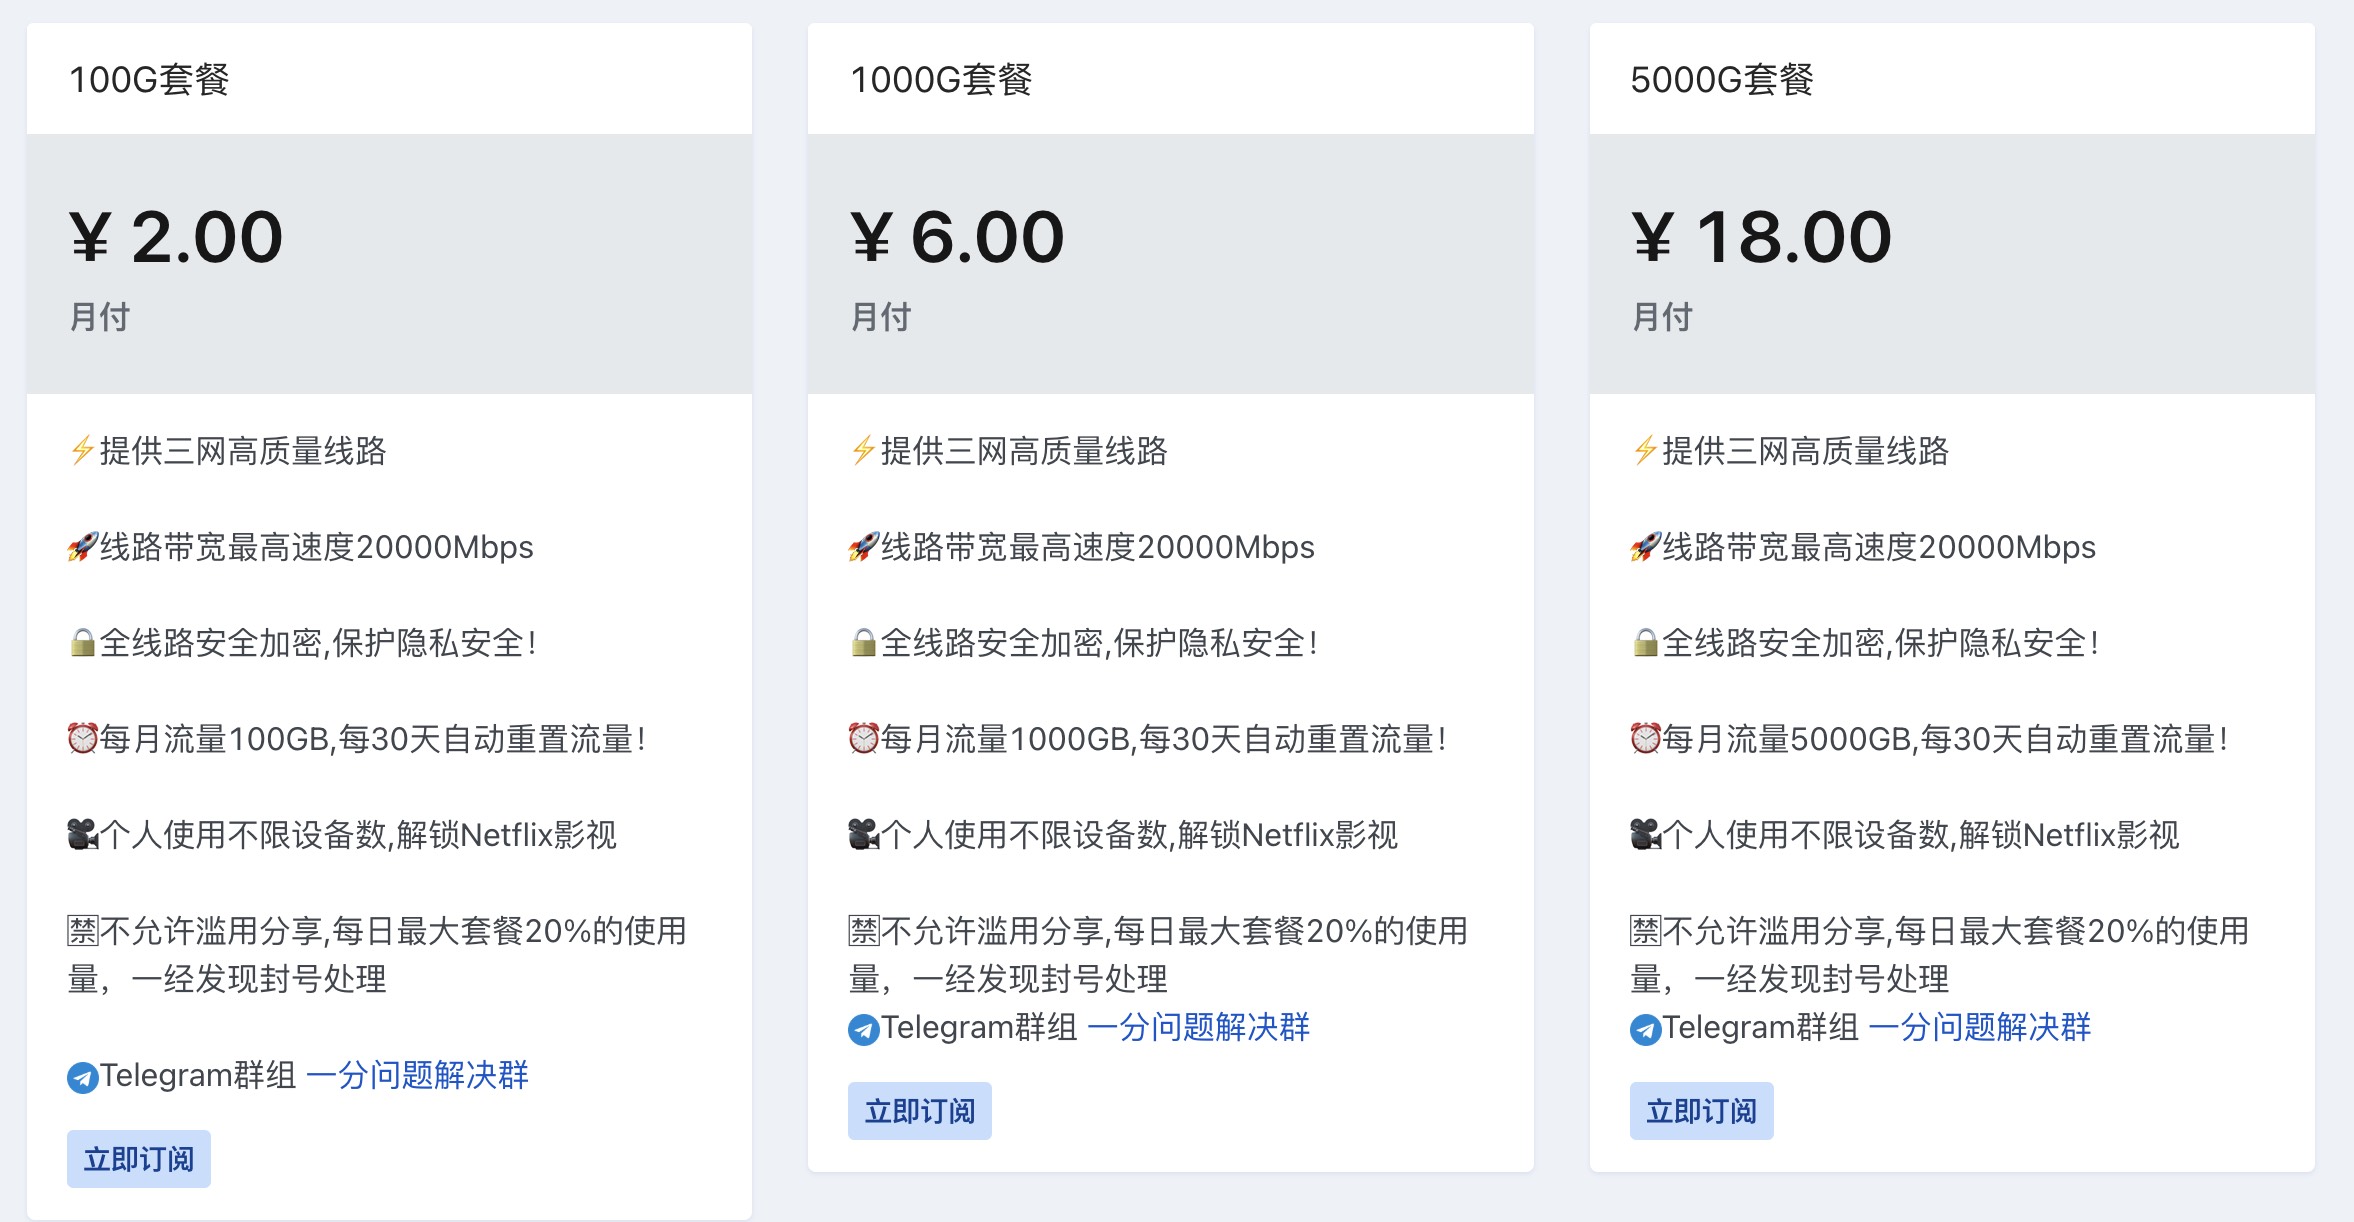 100G套餐
¥ 2.00
月付
⚡提供三网高质量线路
🚀线路带宽最高速度20000Mbps
🔒全线路安全加密,保护隐私安全！
⏰每月流量100GB,每30天自动重置流量！
🎥个人使用不限设备数,解锁Netflix影视
🈲不允许滥用分享,每日最大套餐20%的使用
量，一经发现封号处理
Telegram群组 一分问题解决群
立即订阅
1000G套餐
¥ 6.00
月付
⚡提供三网高质量线路
🚀线路带宽最高速度20000Mbps
🔒全线路安全加密,保护隐私安全！
⏰每月流量1000GB,每30天自动重置流量！
🎥个人使用不限设备数,解锁Netflix影视
🈲不允许滥用分享,每日最大套餐20%的使用
量，一经发现封号处理
Telegram群组 一分问题解决群
立即订阅
5000G套餐
¥ 18.00
月付
⚡提供三网高质量线路
🚀线路带宽最高速度20000Mbps
🔒全线路安全加密,保护隐私安全！
⏰每月流量5000GB,每30天自动重置流量！
🎥个人使用不限设备数,解锁Netflix影视
🈲不允许滥用分享,每日最大套餐20%的使用
量，一经发现封号处理
Telegram群组 一分问题解决群
立即订阅